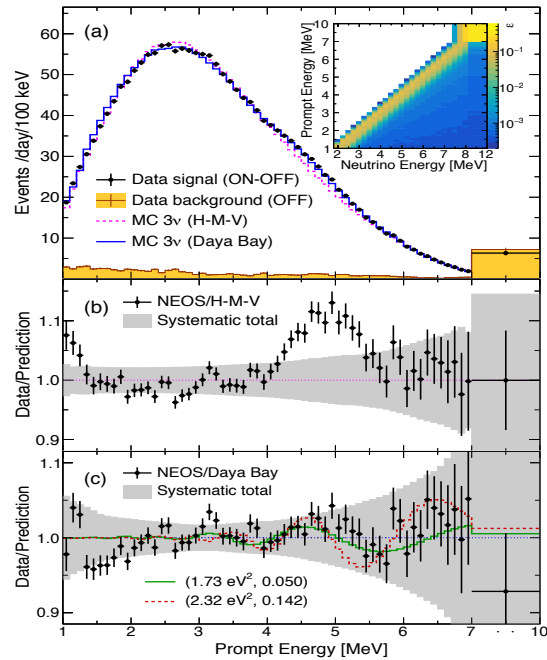 (a)
Events /day/100 keV
60
50
40
30
20
10
Data signal (ON-OFF)
Data background (OFF)
MC 3ν (H-M-V)
MC 3ν (Daya Bay)
Prompt Energy [MeV]
10
7
6
5
4
3
2
1
2 3 4 5 6 7 8 12
Neutrino Energy [MeV]
10⁻¹
10⁻²
10⁻³
(b)
Data/Prediction
1.1
1.0
0.9
NEOS/H-M-V
Systematic total
(c)
Data/Prediction
1.1
1.0
0.9
NEOS/Daya Bay
Systematic total
(1.73 eV², 0.050)
(2.32 eV², 0.142)
1 2 3 4 5 6 7 10
Prompt Energy [MeV]